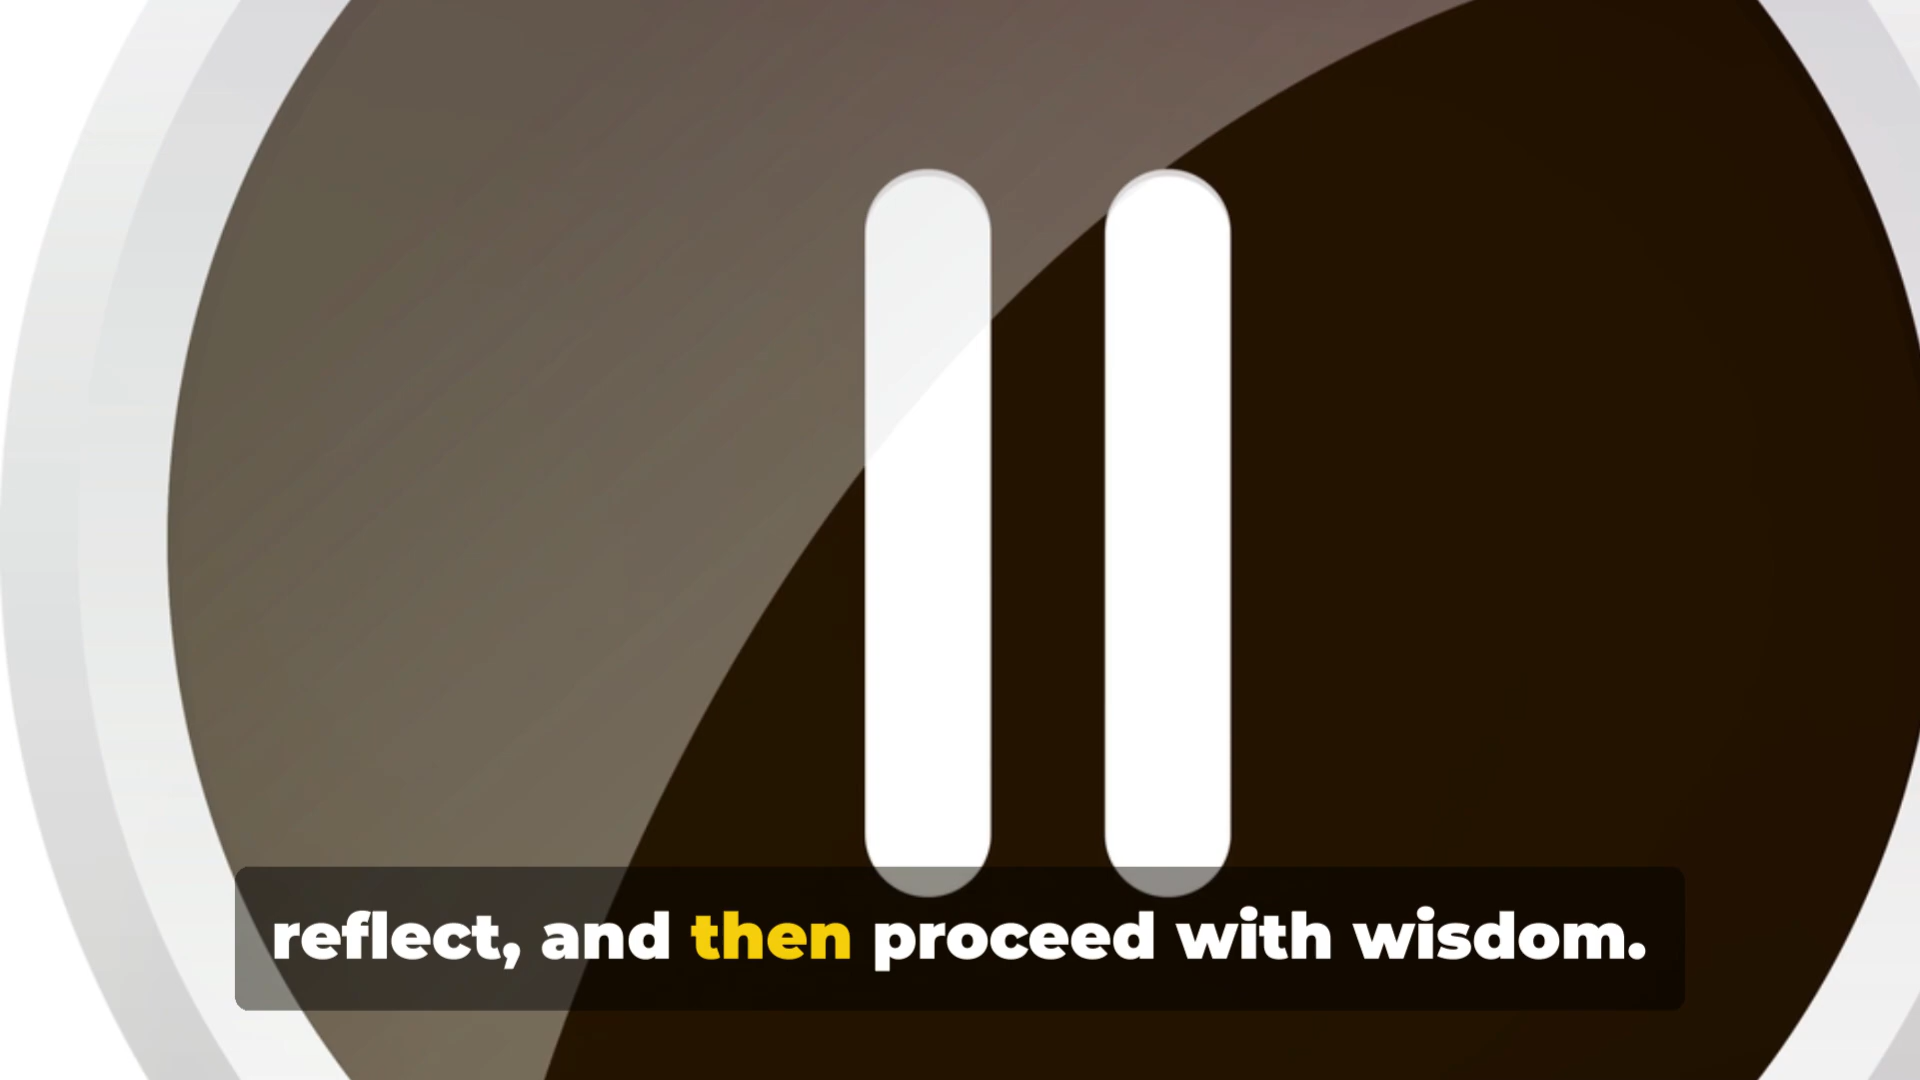 reflect, and then proceed with wisdom.